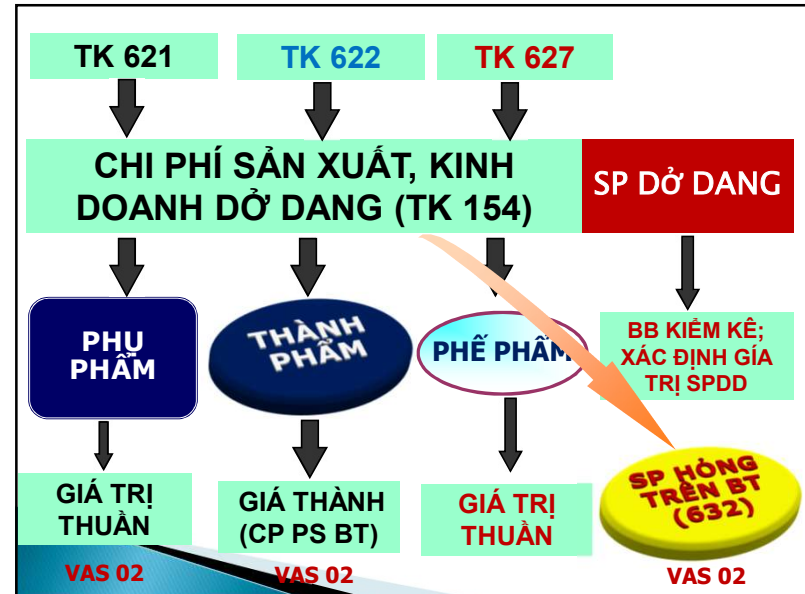 TK 621
TK 622
TK 627
CHI PHÍ SẢN XUẤT, KINH
DOANH DỞ DANG (TK 154)
SP DỞ DANG
PHỤ
PHẨM
THÀNH
PHẨM
PHẾ PHẨM
BB KIỂM KÊ;
XÁC ĐỊNH GÍA
TRỊ SPDD
GIÁ TRỊ
THUẦN
GIÁ THÀNH
(CP PS BT)
GIÁ TRỊ
THUẦN
SP HỎNG
TRÊN BT
(632)
VAS 02
VAS 02
VAS 02